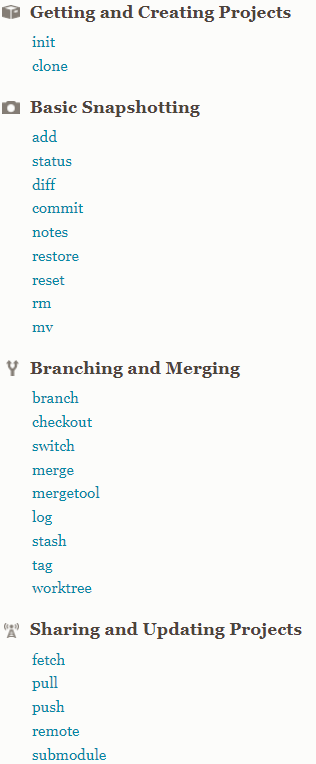 Getting and Creating Projects
init
clone
Basic Snapshotting
add
status
diff
commit
notes
restore
reset
rm
mv
Branching and Merging
branch
checkout
switch
merge
mergetool
log
stash
tag
worktree
Sharing and Updating Projects
fetch
pull
push
remote
submodule